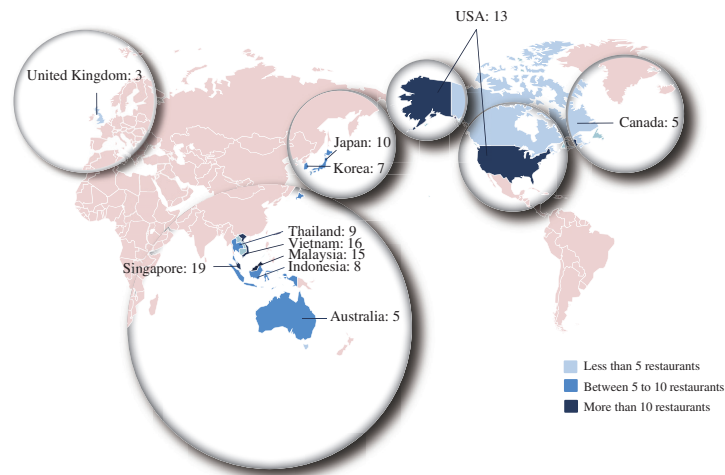 USA: 13
United Kingdom: 3
Canada: 5
Japan: 10
Korea: 7
Thailand: 9
Vietnam: 16
Malaysia: 15
Indonesia: 8
Singapore: 19
Australia: 5
Less than 5 restaurants
Between 5 to 10 restaurants
More than 10 restaurants